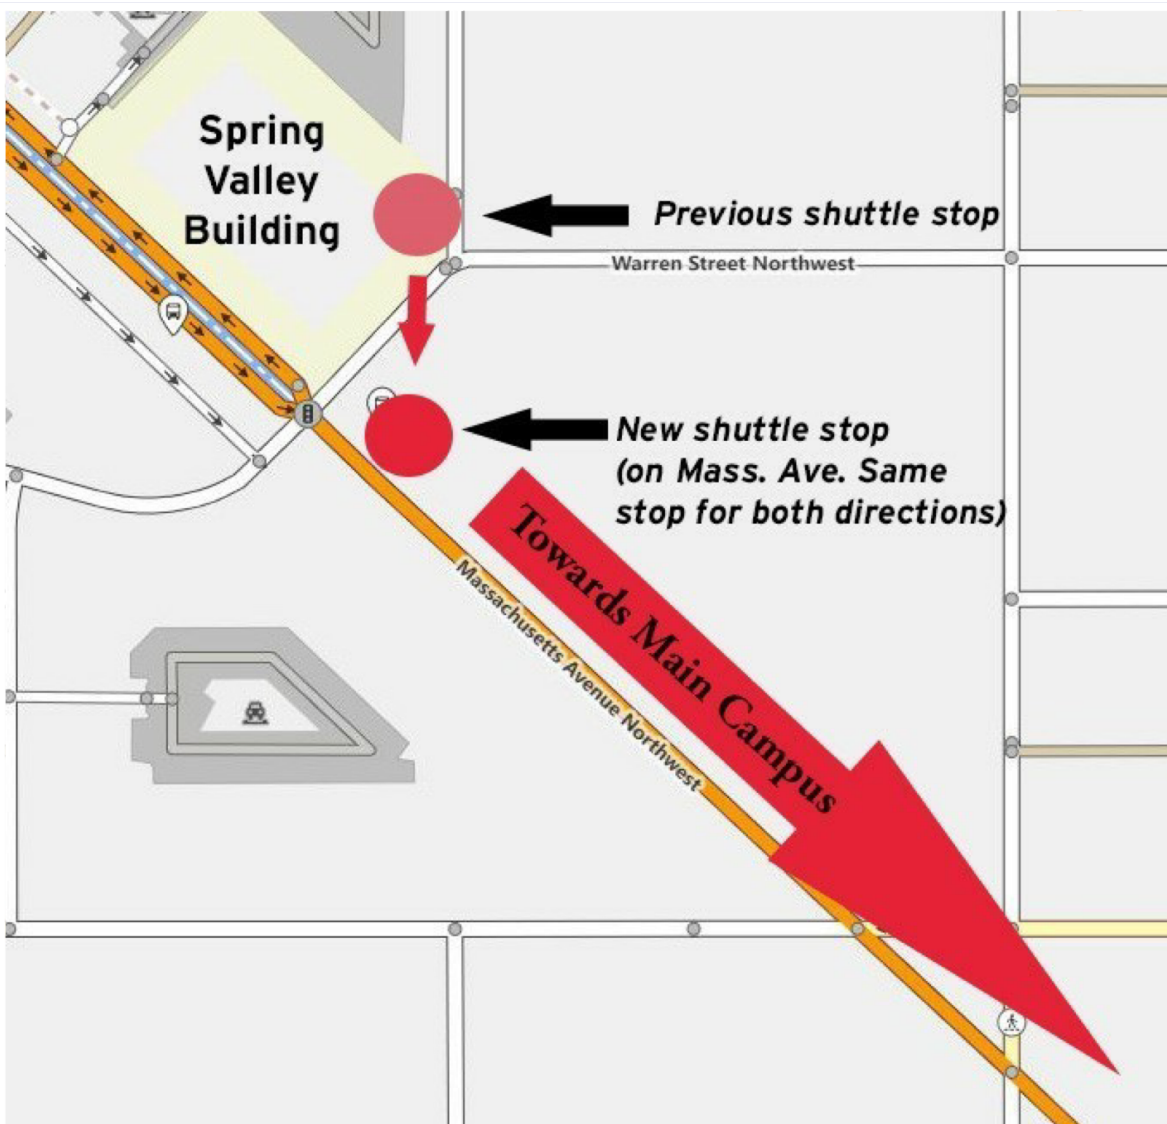 Spring
Valley
Building
Previous shuttle stop
Warren Street Northwest
New shuttle stop
(on Mass. Ave. Same
stop for both directions)
Towards Main Campus
Massachusetts Avenue Northwest